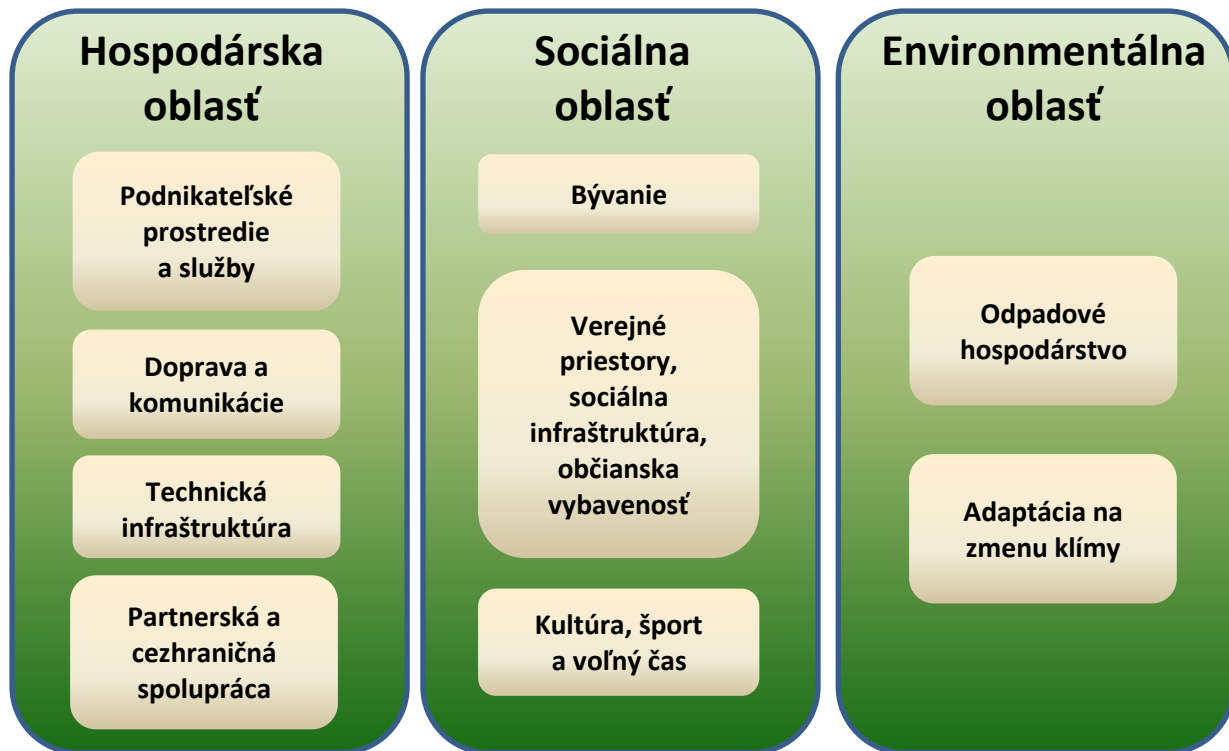 Hospodárska
oblasť
Podnikateľské
prostredie
a služby
Doprava a
komunikácie
Technická
infraštruktúra
Partnerská a
cezhraničná
spolupráca
Sociálna
oblasť
Bývanie
Verejné
priestory,
sociálna
infraštruktúra,
občianska
vybavenosť
Kultúra, šport
a voľný čas
Environmentálna
oblasť
Odpadové
hospodárstvo
Adaptácia na
zmenu klímy